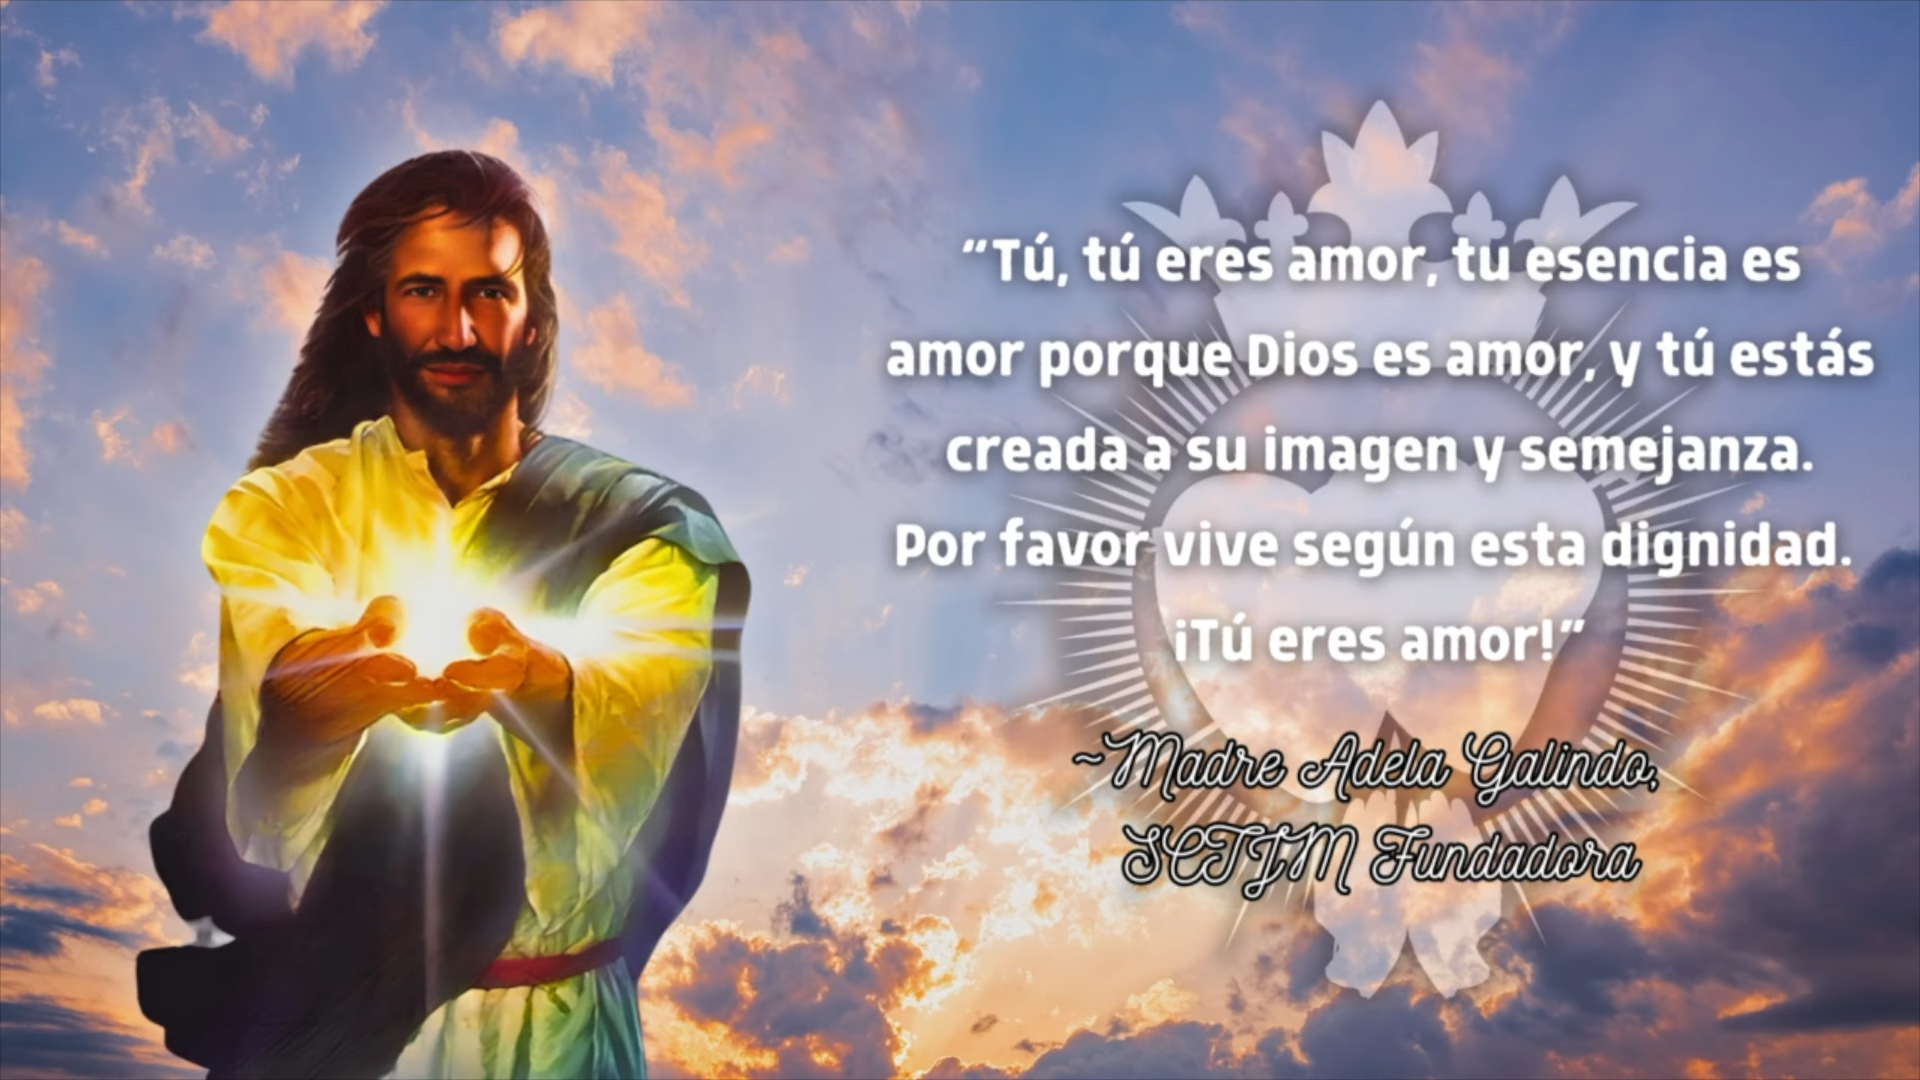 “Tú, tú eres amor, tu esencia es
amor porque Dios es amor, y tú estás
creada a su imagen y semejanza.
Por favor vive según esta dignidad.
¡Tú eres amor!”
~Madre Adela Galindo,
SCTJM Fundadora